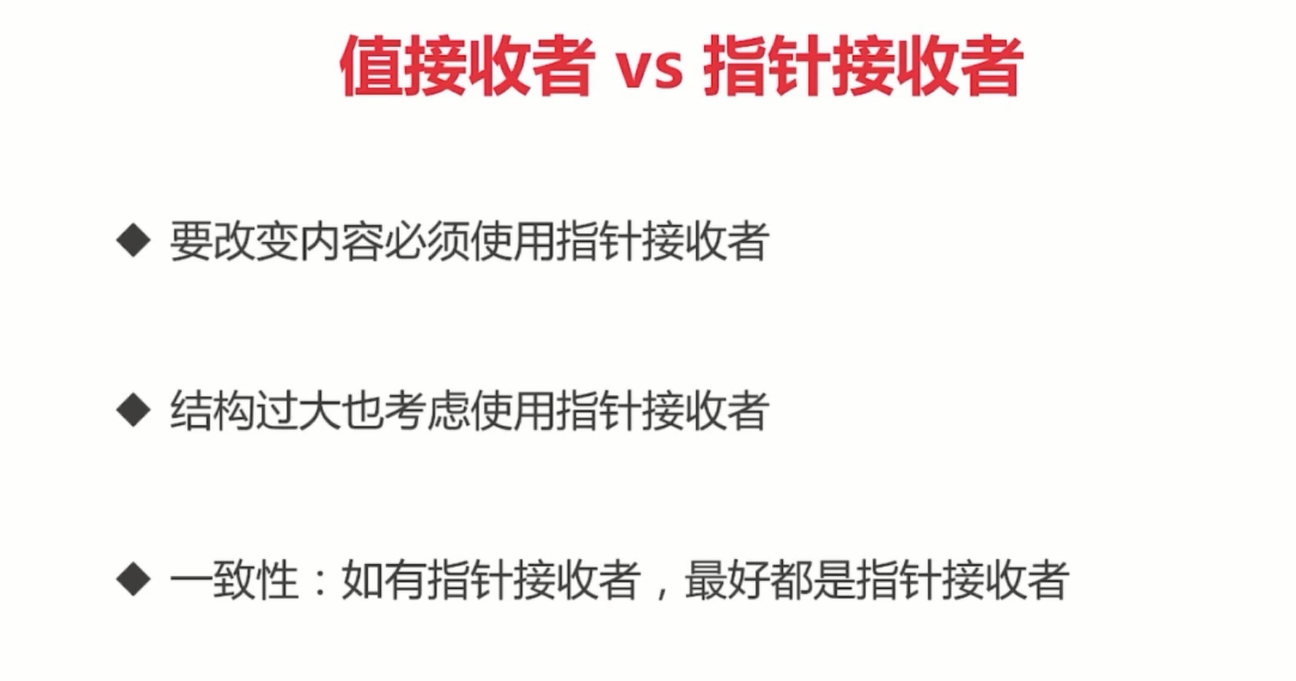 值接收者 vs 指针接收者
◆ 要改变内容必须使用指针接收者
◆ 结构过大也考虑使用指针接收者
◆ 一致性：如有指针接收者，最好都是指针接收者